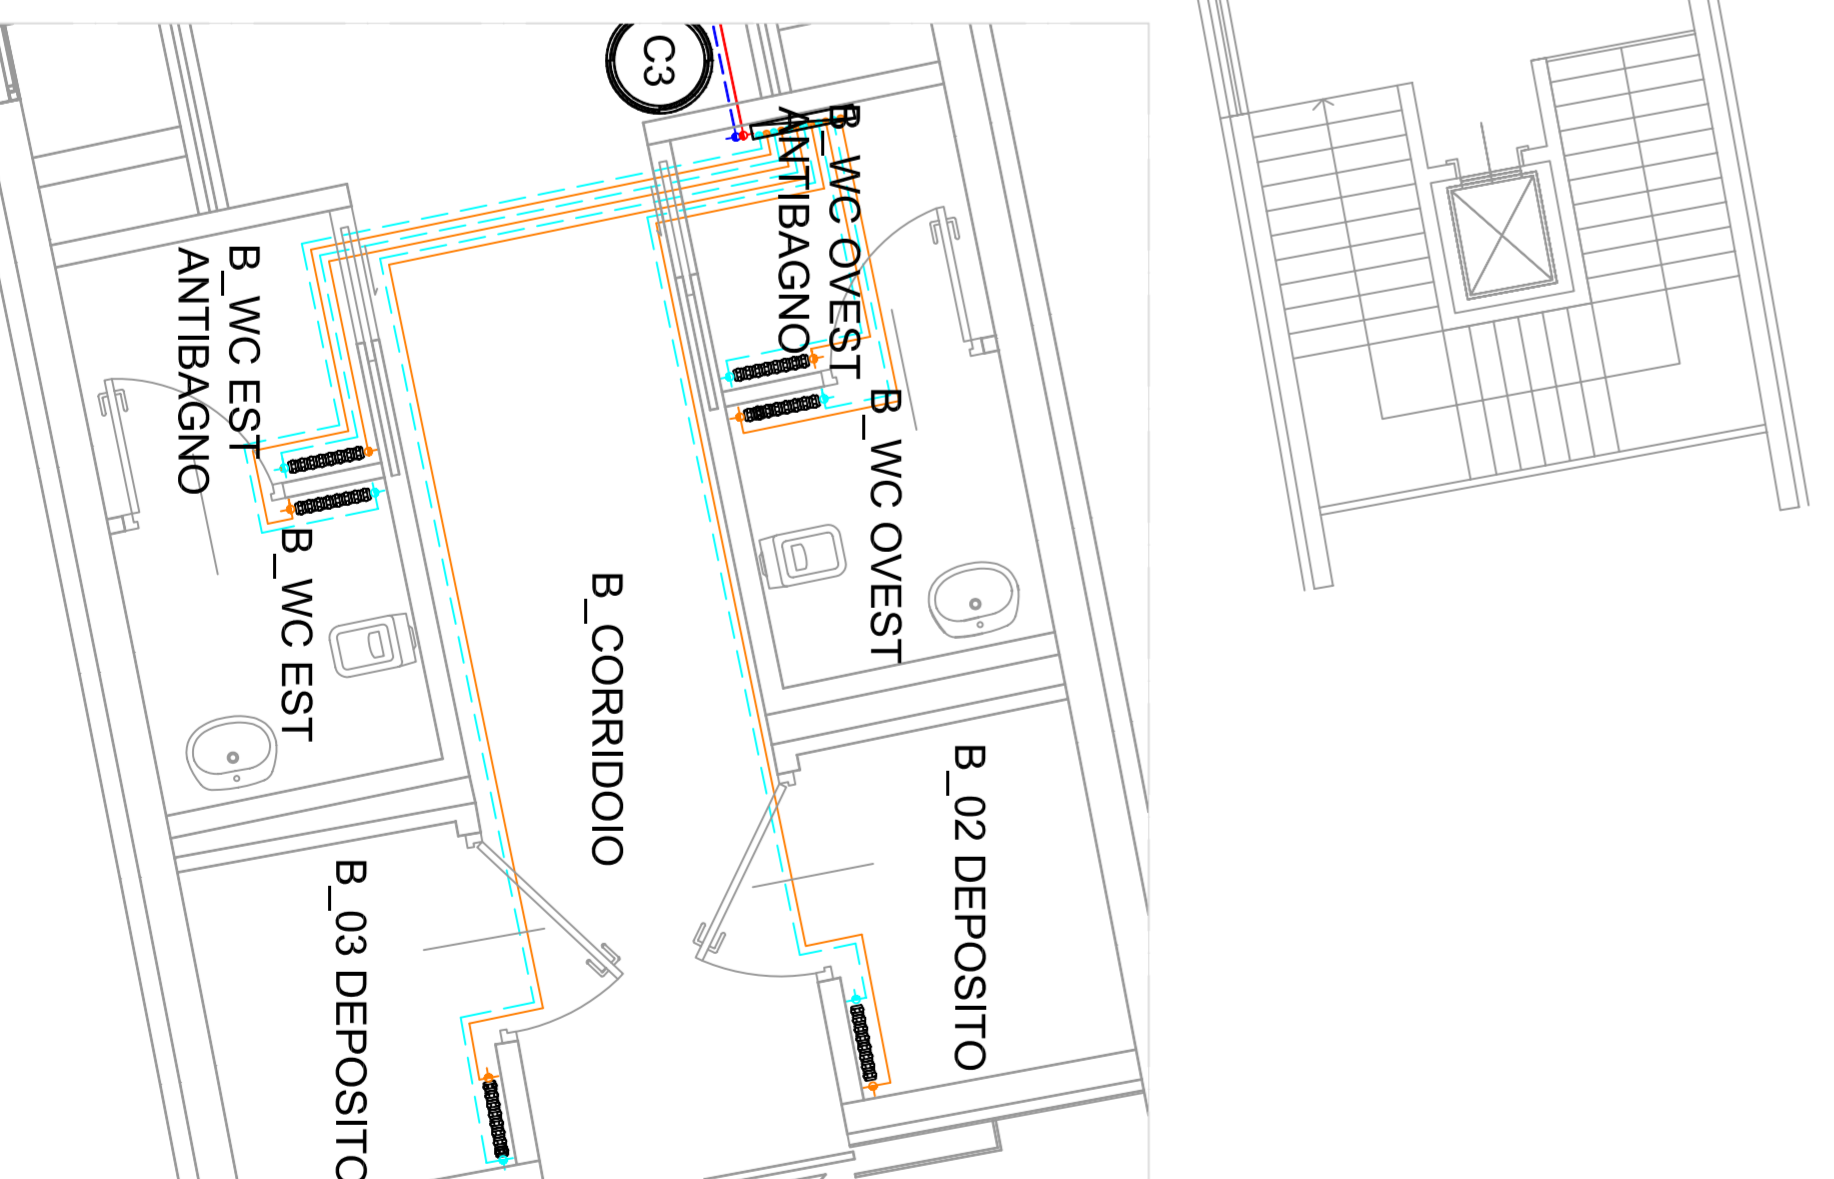 C3
B_WC OVEST
ANTIBAGNO
B_WC EST
ANTIBAGNO
B_WC OVEST
B_WC EST
B_CORRIDOIO
B_02 DEPOSITO
B_03 DEPOSITO